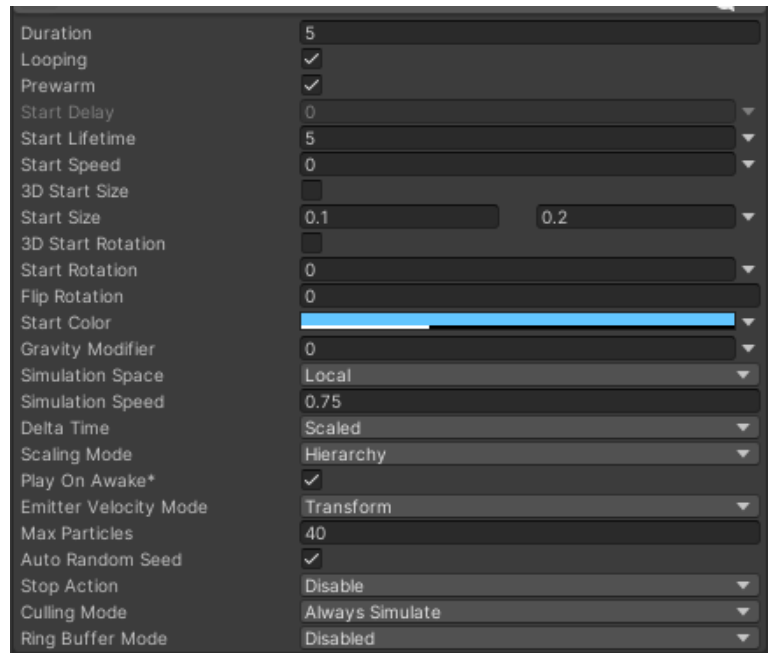 Duration 5
Looping
Prewarm
Start Delay 0
Start Lifetime 5
Start Speed 0
3D Start Size
Start Size 0.1 0.2
3D Start Rotation
Start Rotation 0
Flip Rotation 0
Start Color
Gravity Modifier 0
Simulation Space Local
Simulation Speed 0.75
Delta Time Scaled
Scaling Mode Hierarchy
Play On Awake*
Emitter Velocity Mode Transform
Max Particles 40
Auto Random Seed
Stop Action Disable
Culling Mode Always Simulate
Ring Buffer Mode Disabled